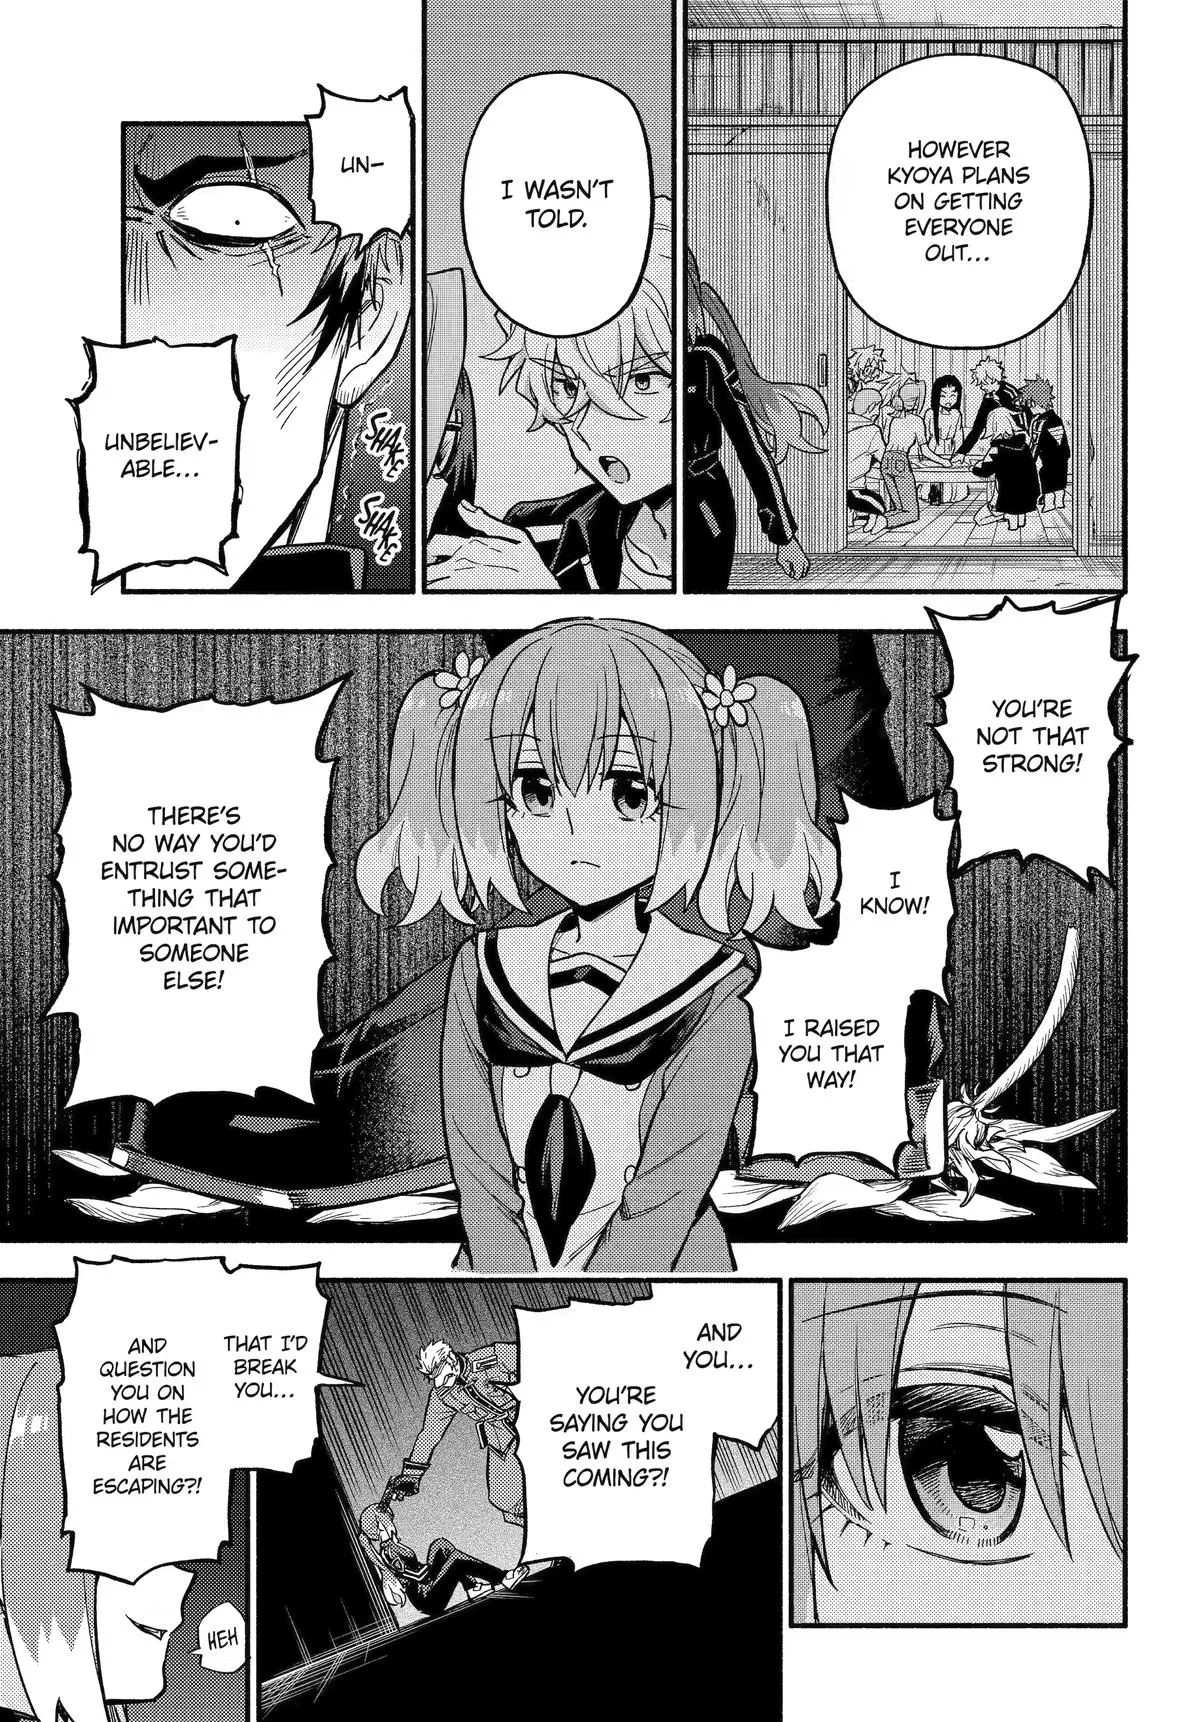 HOWEVER
KYOYA PLANS
ON GETTING
EVERYONE
OUT...
I WASN'T
TOLD.
UN-
UNBELIEV-
ABLE...
SHAKE
SHAKE
YOU'RE
NOT THAT
STRONG!
I
KNOW!
I RAISED
YOU THAT
WAY!
THERE'S
NO WAY YOU'D
ENTRUST SOME-
THING THAT
IMPORTANT TO
SOMEONE
ELSE!
AND
YOU...
YOU'RE
SAYING YOU
SAW THIS
COMING?!
THAT I'D
BREAK
YOU...
AND
QUESTION
YOU ON
HOW THE
RESIDENTS
ARE
ESCAPING?!
HEH